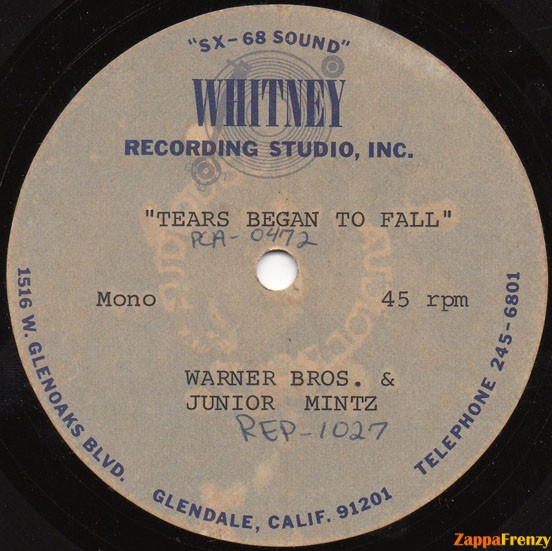 "SX-68 SOUND"
WHITNEY
RECORDING STUDIO, INC.
"TEARS BEGAN TO FALL"
PCA-0472
Mono 45 rpm
WARNER BROS. &
JUNIOR MINTZ
REP-1027
1516 W. GLENOAKS BLVD.
GLENDALE, CALIF. 91201
TELEPHONE 245-6801
ZappaFrenzy